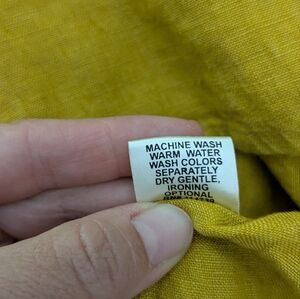 MACHINE WASH
WARM WATER
WASH COLORS
SEPARATELY
DRY GENTLE,
IRONING
OPTIONAL